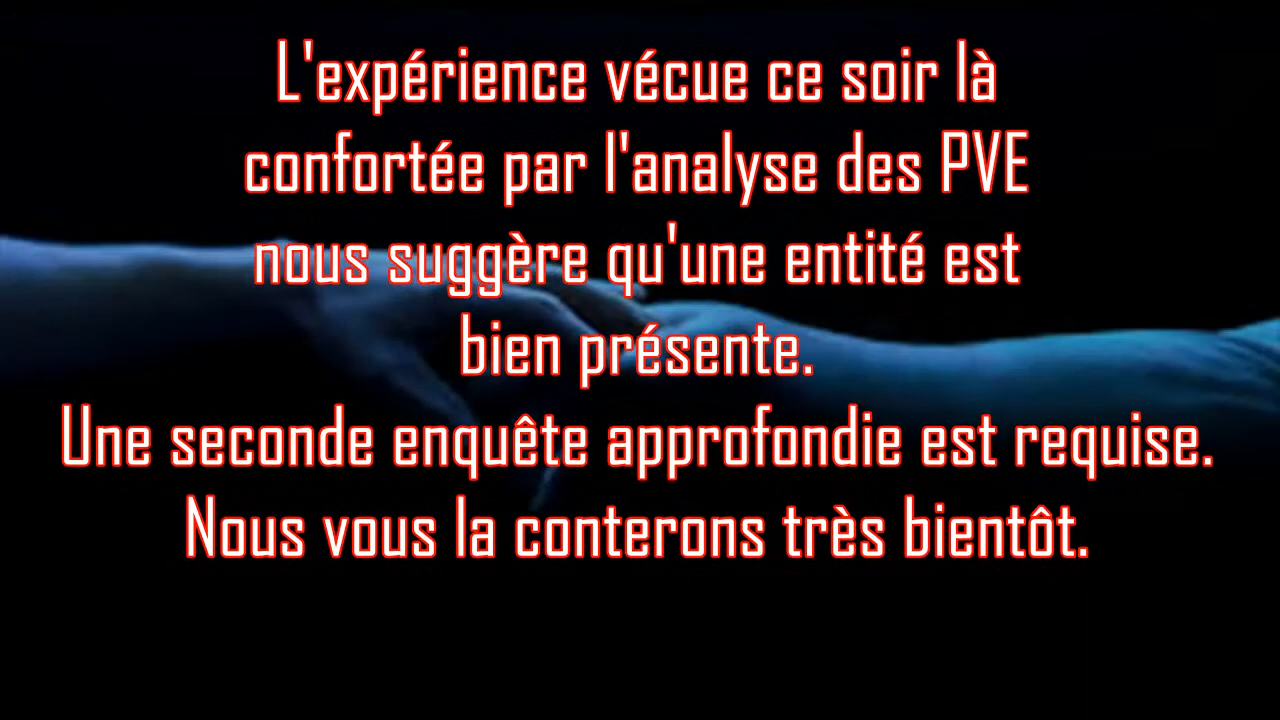 L'expérience vécue ce soir là
confortée par l'analyse des PVE
nous suggère qu'une entité est
bien présente.
Une seconde enquête approfondie est requise.
Nous vous la conterons très bientôt.